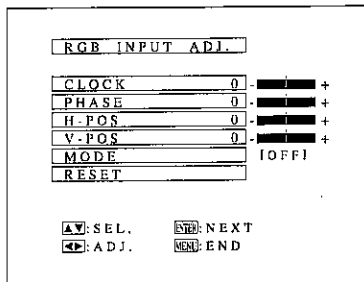 RGB INPUT ADJ.
CLOCK 0 - +
PHASE 0 - +
H-POS 0 - +
V-POS 0 - +
MODE [OFF]
RESET
▲▼:SEL. ENTER:NEXT
◀▶:ADJ. MENU:END